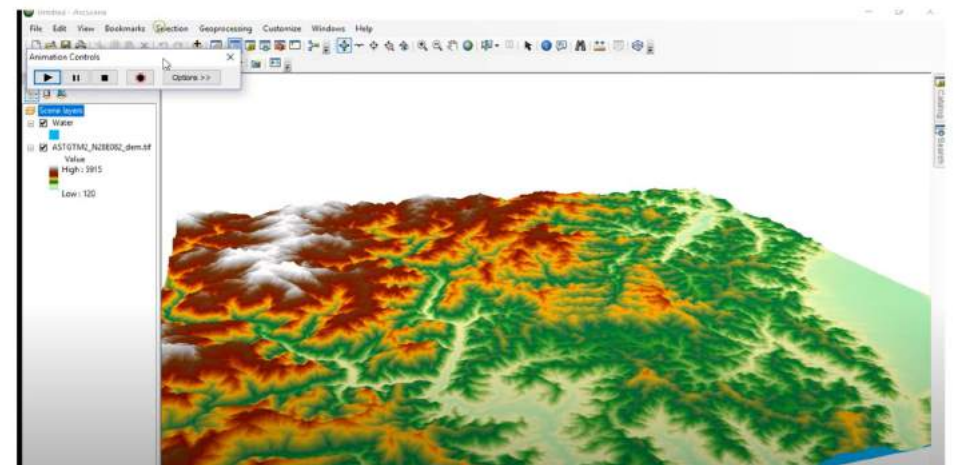 Untitled - ArcScene
File Edit View Bookmarks Selection Geoprocessing Customize Windows Help
Animation Controls
Options >>
Scene layers
Water
ASTGTM2_N28E082_dem.tif
Value
High : 5915
Low : 120
Catalog
Search